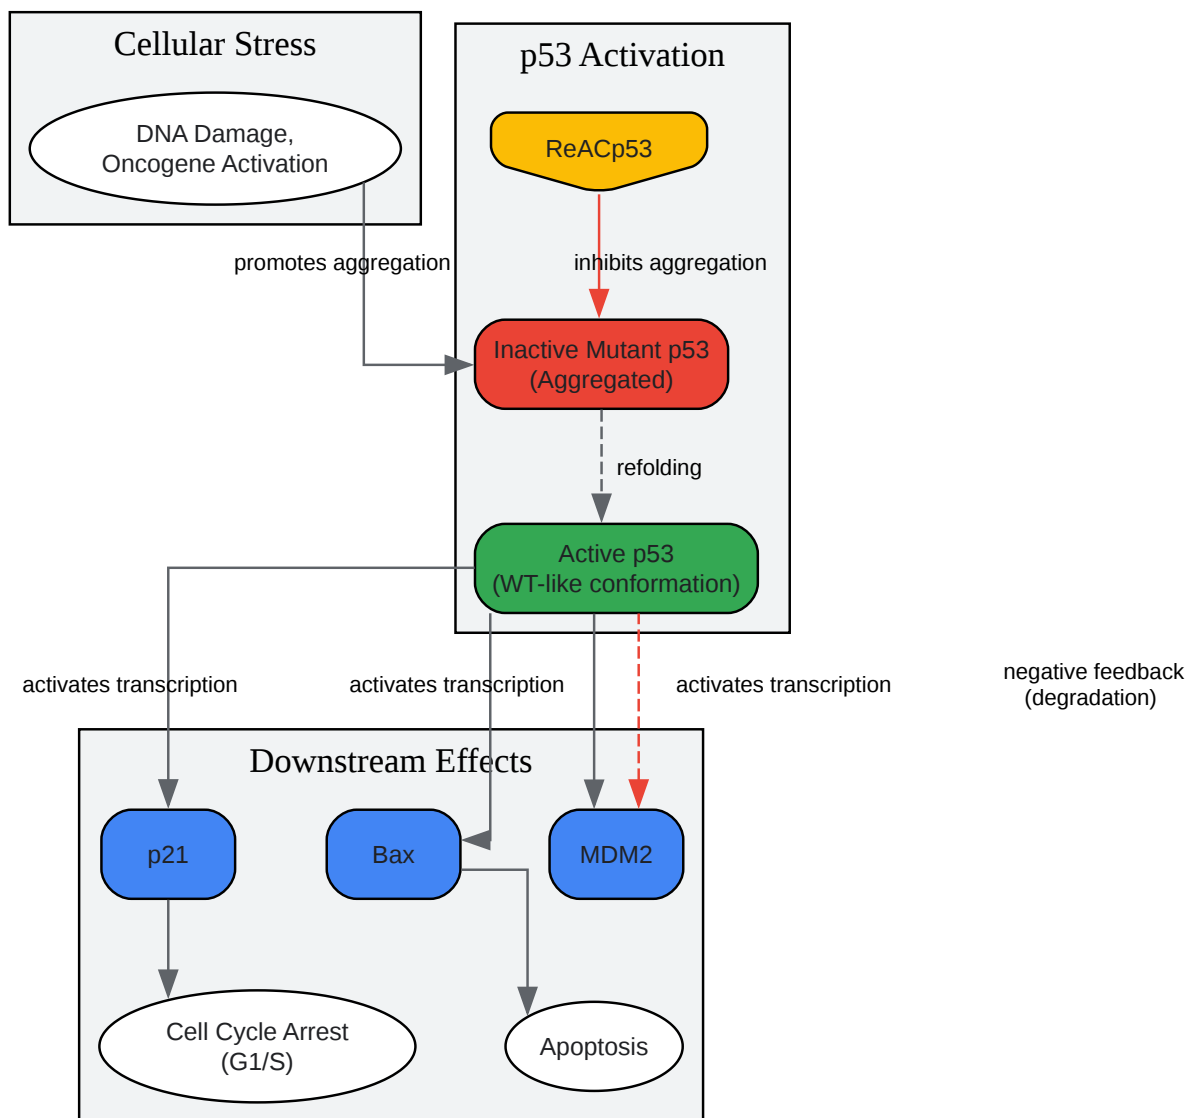 Cellular Stress
DNA Damage,
Oncogene Activation
p53 Activation
ReACp53
promotes aggregation
inhibits aggregation
Inactive Mutant p53
(Aggregated)
refolding
Active p53
(WT-like conformation)
activates transcription
activates transcription
activates transcription
negative feedback
(degradation)
Downstream Effects
p21
Bax
MDM2
Cell Cycle Arrest
(G1/S)
Apoptosis